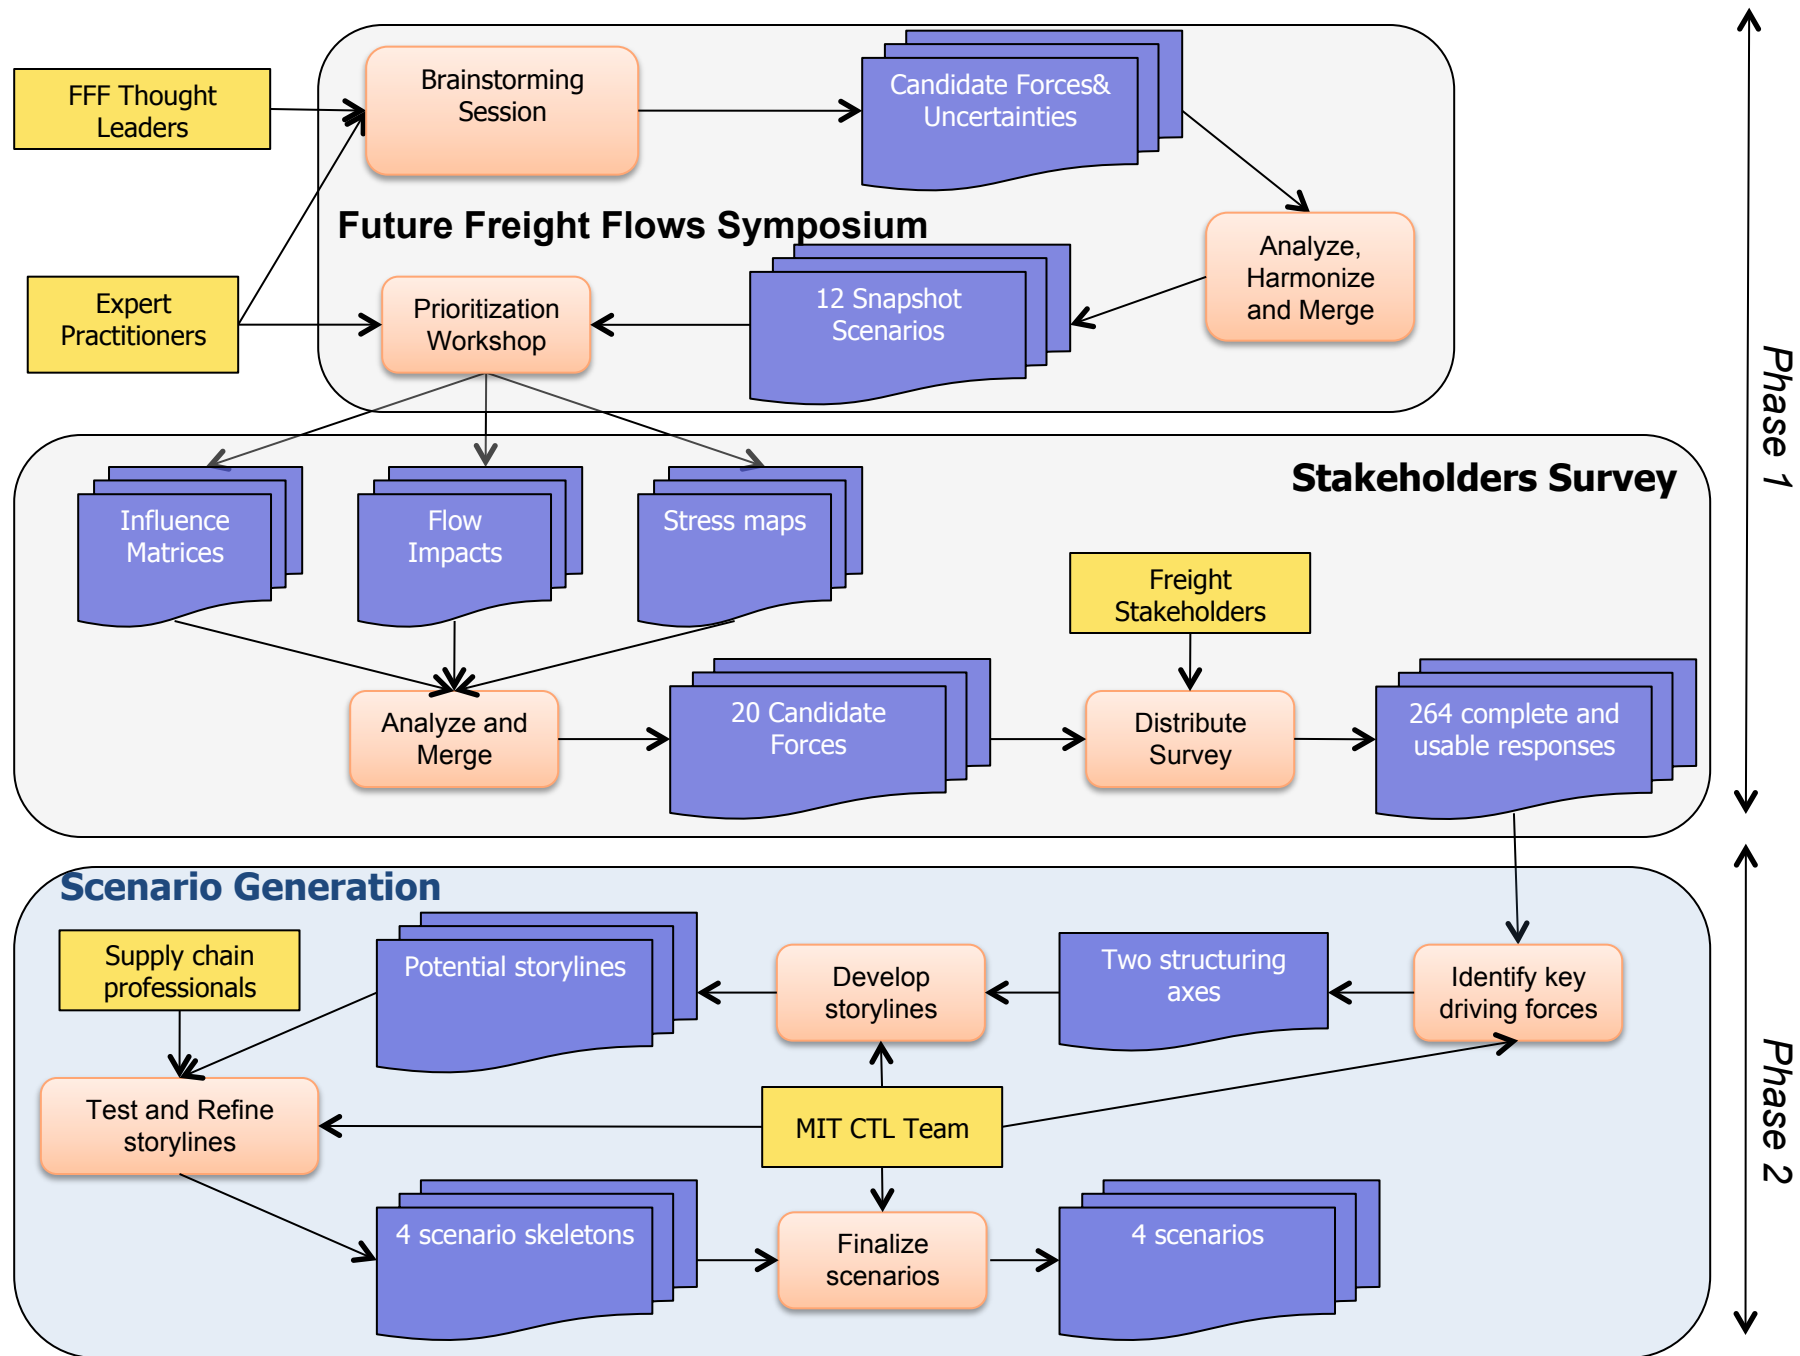 FFF Thought
Leaders
Brainstorming
Session
Candidate Forces&
Uncertainties
Future Freight Flows Symposium
Analyze,
Harmonize
and Merge
Expert
Practitioners
Prioritization
Workshop
12 Snapshot
Scenarios
Phase 1
Stakeholders Survey
Influence
Matrices
Flow
Impacts
Stress maps
Freight
Stakeholders
Analyze and
Merge
20 Candidate
Forces
Distribute
Survey
264 complete and
usable responses
Scenario Generation
Supply chain
professionals
Potential storylines
Develop
storylines
Two structuring
axes
Identify key
driving forces
Phase 2
Test and Refine
storylines
MIT CTL Team
4 scenario skeletons
Finalize
scenarios
4 scenarios